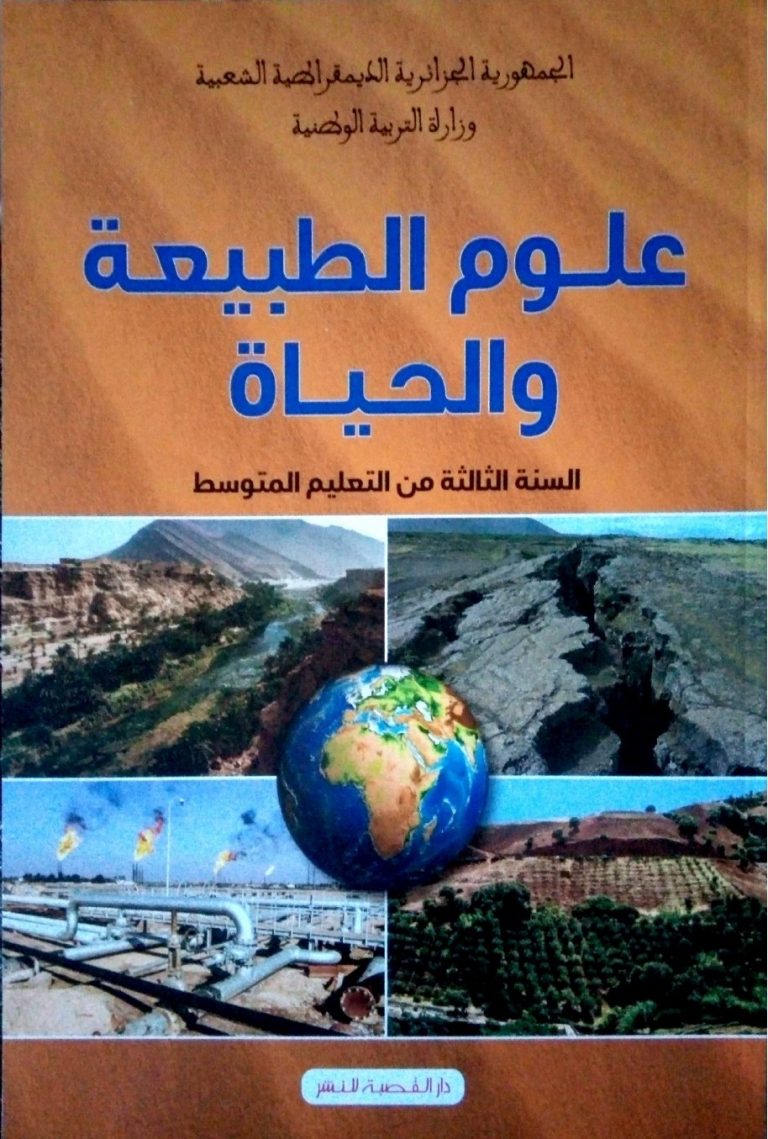 الجمهورية الجزائرية الديمقراطية الشعبية
وزارة التربية الوطنية
علوم الطبيعة
والحياة
السنة الثالثة من التعليم المتوسط
دار القصبة للنشر